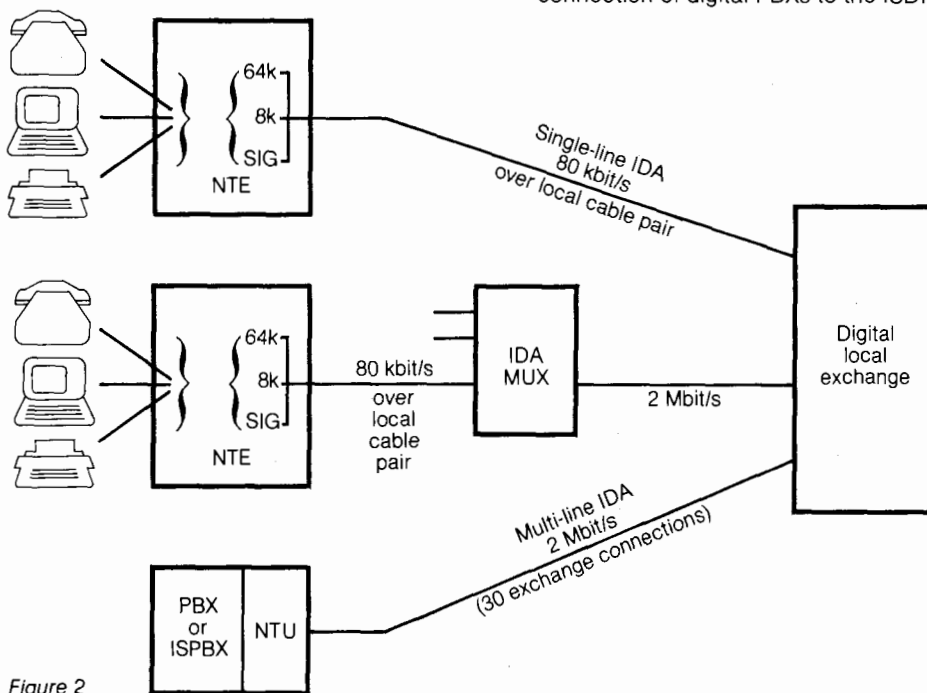 connection of digital PBXs to the ISDN
64k
8k
SIG
NTE
Single-line IDA
80 kbit/s
over local cable pair
64k
8k
SIG
NTE
80 kbit/s
over
local
cable
pair
IDA
MUX
2 Mbit/s
Digital
local
exchange
Multi-line IDA
2 Mbit/s
(30 exchange connections)
PBX
or
ISPBX
NTU
Figure 2